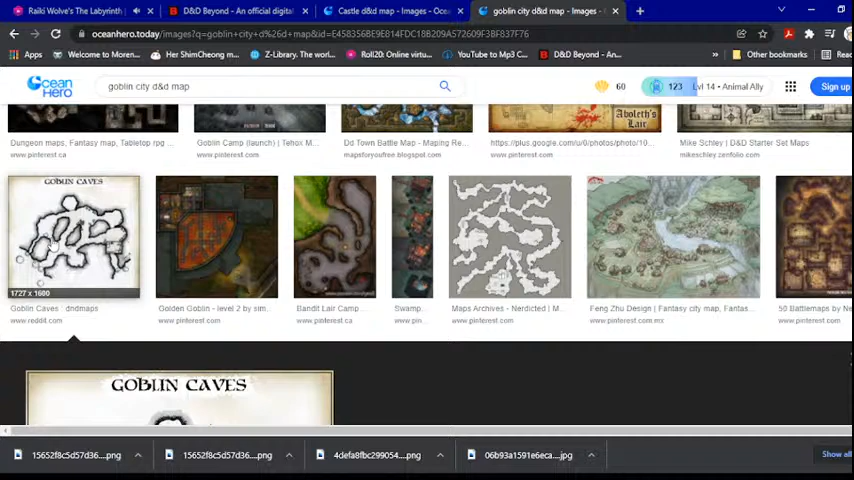 Raiki Wolve's The Labyrinth
D&D Beyond - An official digital
Castle d&d map - Images - Oce
goblin city d&d map - Images -
oceanhero.today/images?q=goblin+city+d%26d+map&id=E458356BE9E814FDC18B209A5272609F3BF837F76
Apps
Welcome to Moren...
Her ShimCheong m...
Z-Library. The worl...
Roll20: Online virtu...
YouTube to Mp3 C...
D&D Beyond - An...
»
Other bookmarks
Rea
Ocean
Hero
goblin city d&d map
60
123
Lvl 14 • Animal Ally
Sign up
Aboleth's
Lair
Dungeon maps, Fantasy map, Tabletop rpg ...
www.pinterest.ca
Goblin Camp (launch) | Tehox M...
www.pinterest.com
Dd Town Battle Map - Maping Re...
mapsforyoufree.blogspot.com
https://plus.google.com/u/0/photos/photo/10...
www.pinterest.com
Mike Schley | D&D Starter Set Maps
mikeschley.zenfolio.com
GOBLIN CAVES
1727 x 1600
Goblin Caves : dndmaps
www.reddit.com
Golden Goblin - level 2 by sim...
www.pinterest.com
Bandit Lair Camp...
www.pinterest.ca
Swamp...
www.pin...
Maps Archives - Nerdicted | M...
www.pinterest.com
Feng Zhu Design | Fantasy city map, Fantas...
www.pinterest.com.mx
50 Battlemaps by Ne
www.pinterest.com
GOBLIN CAVES
15652f8c5d57d36....png
15652f8c5d57d36....png
4defa8fbc299054....png
06b93a1591e6eca....jpg
Show all